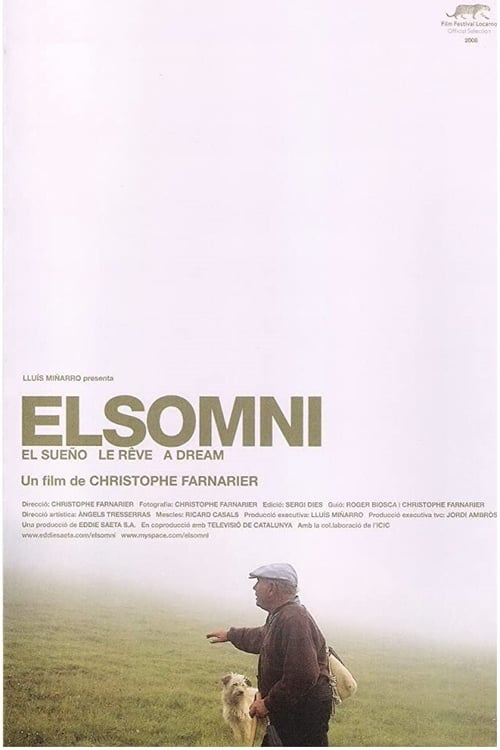 Film Festival Locarno
Official Selection
2008
LLUÍS MIÑARRO presenta
ELSOMNI
EL SUEÑO LE RÊVE A DREAM
Un film de CHRISTOPHE FARNARIER
Direcció: CHRISTOPHE FARNARIER Fotografia: CHRISTOPHE FARNARIER Edició: SERGI DIES Guió: ROGER BIOSCA i CHRISTOPHE FARNARIER
Direcció artística: ÀNGELS TRESSERRAS Mescles: RICARD CASALS Producció executiva: LLUÍS MIÑARRO Producció executiva tvc: JORDI AMBRÒS
Una producció de EDDIE SAETA S.A. En coproducció amb TELEVISIÓ DE CATALUNYA Amb la col.laboració de l'ICIC
www.eddiesaeta.com/elsomni www.myspace.com/elsomni